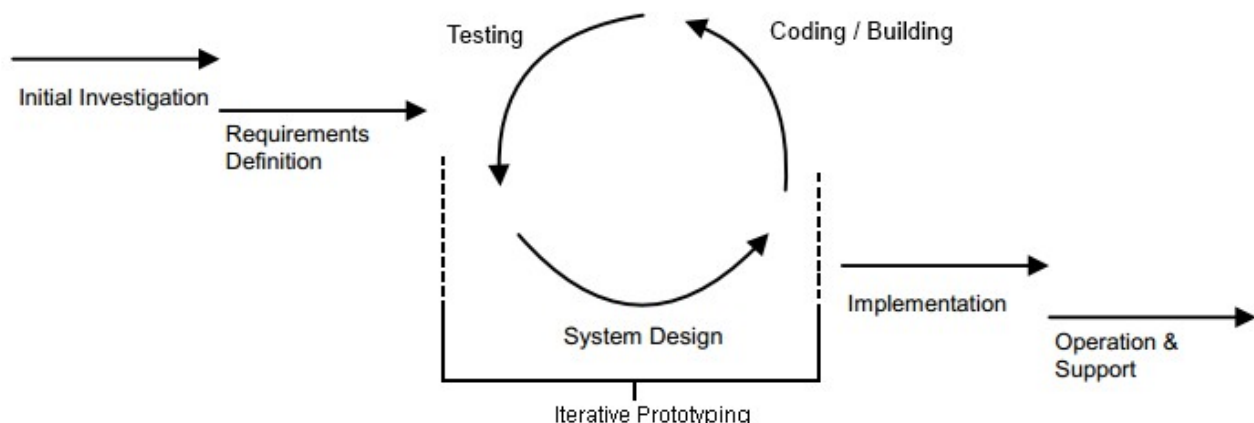 Testing
Coding / Building
Initial Investigation
Requirements
Definition
System Design
Implementation
Operation &
Support
Iterative Prototyping